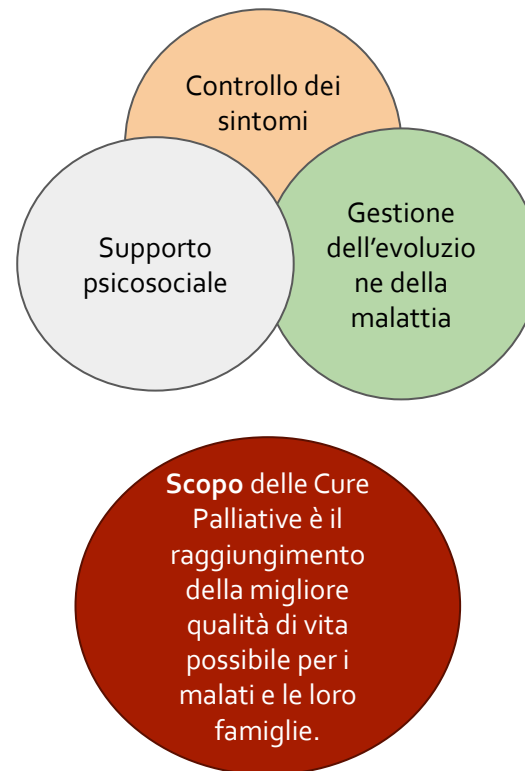 Controllo dei
sintomi
Supporto
psicosociale
Gestione
dell'evoluzio
ne della
malattia
Scopo delle Cure
Palliative è il
raggiungimento
della migliore
qualità di vita
possibile per i
malati e le loro
famiglie.